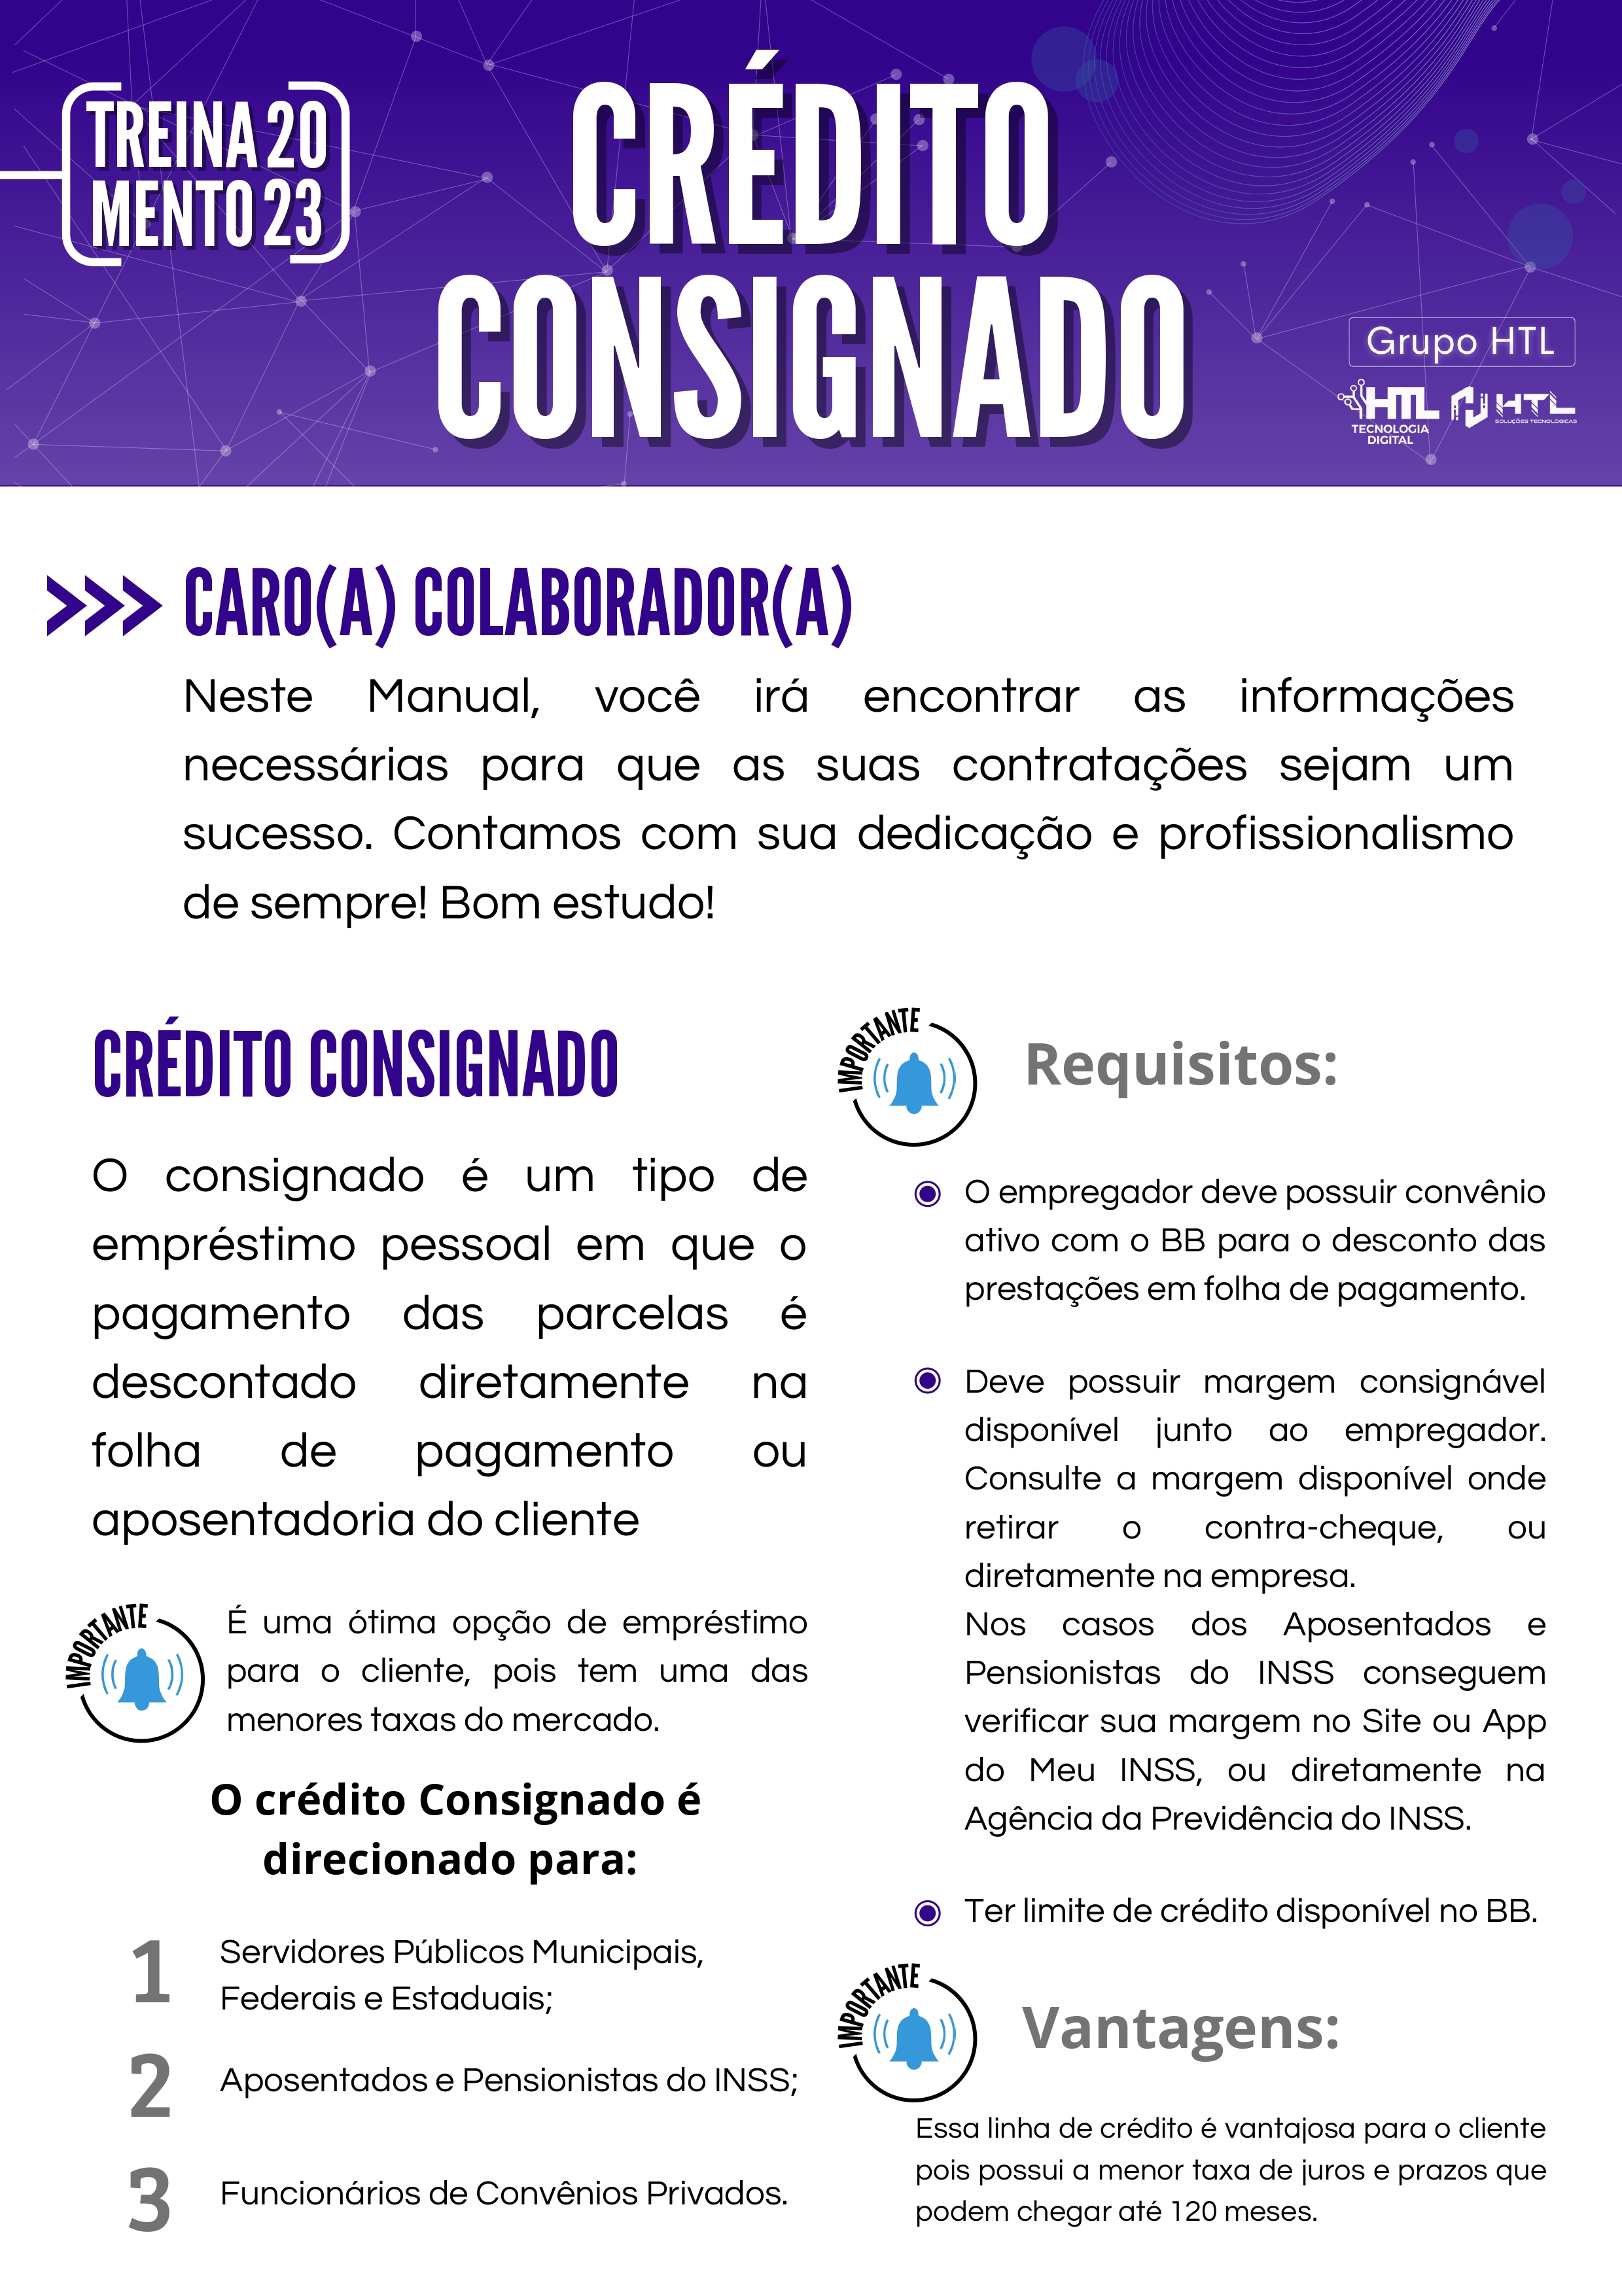 TREINA 20
MENTO 23
CRÉDITO
CONSIGNADO
Grupo HTL
HTL
TECNOLOGIA
DIGITAL
HTL
SOLUÇÕES TECNOLÓGICAS
>>> CARO(A) COLABORADOR(A)
Neste Manual, você irá encontrar as informações
necessárias para que as suas contratações sejam um
sucesso. Contamos com sua dedicação e profissionalismo
de sempre! Bom estudo!
CRÉDITO CONSIGNADO
O consignado é um tipo de
empréstimo pessoal em que o
pagamento das parcelas é
descontado diretamente na
folha de pagamento ou
aposentadoria do cliente
IMPORTANTE
É uma ótima opção de empréstimo
para o cliente, pois tem uma das
menores taxas do mercado.
O crédito Consignado é
direcionado para:
1 Servidores Públicos Municipais,
Federais e Estaduais;
2 Aposentados e Pensionistas do INSS;
3 Funcionários de Convênios Privados.
IMPORTANTE
Requisitos:
O empregador deve possuir convênio
ativo com o BB para o desconto das
prestações em folha de pagamento.
Deve possuir margem consignável
disponível junto ao empregador.
Consulte a margem disponível onde
retirar o contra-cheque, ou
diretamente na empresa.
Nos casos dos Aposentados e
Pensionistas do INSS conseguem
verificar sua margem no Site ou App
do Meu INSS, ou diretamente na
Agência da Previdência do INSS.
Ter limite de crédito disponível no BB.
IMPORTANTE
Vantagens:
Essa linha de crédito é vantajosa para o cliente
pois possui a menor taxa de juros e prazos que
podem chegar até 120 meses.